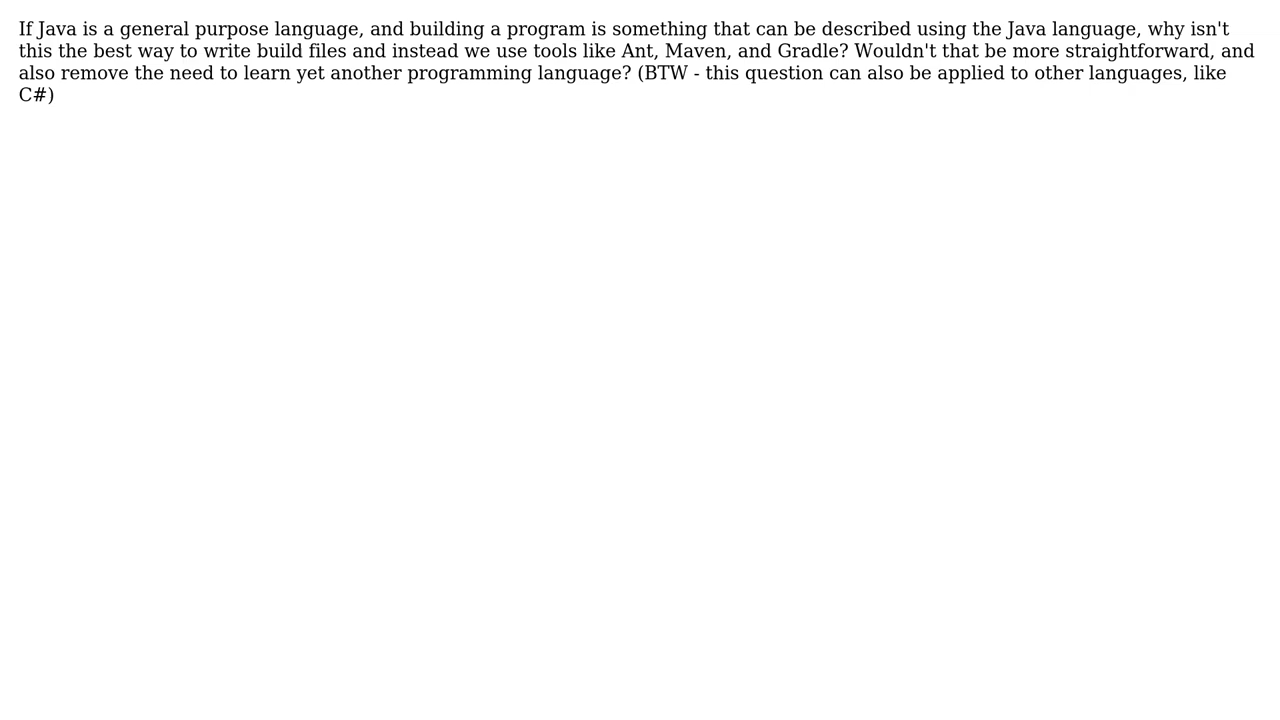 If Java is a general purpose language, and building a program is something that can be described using the Java language, why isn't
this the best way to write build files and instead we use tools like Ant, Maven, and Gradle? Wouldn't that be more straightforward, and
also remove the need to learn yet another programming language? (BTW - this question can also be applied to other languages, like
C#)